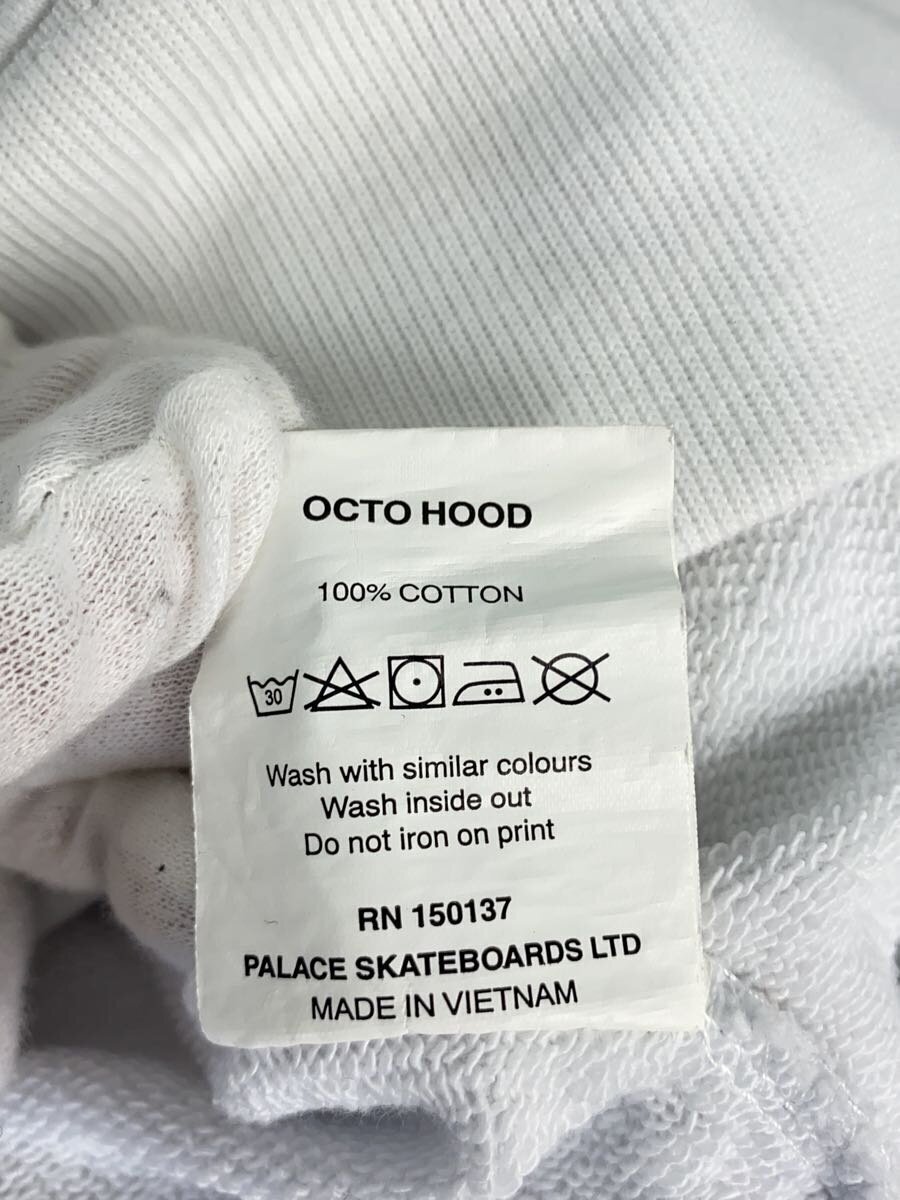 OCTO HOOD
100% COTTON
30
Wash with similar colours
Wash inside out
Do not iron on print
RN 150137
PALACE SKATEBOARDS LTD
MADE IN VIETNAM